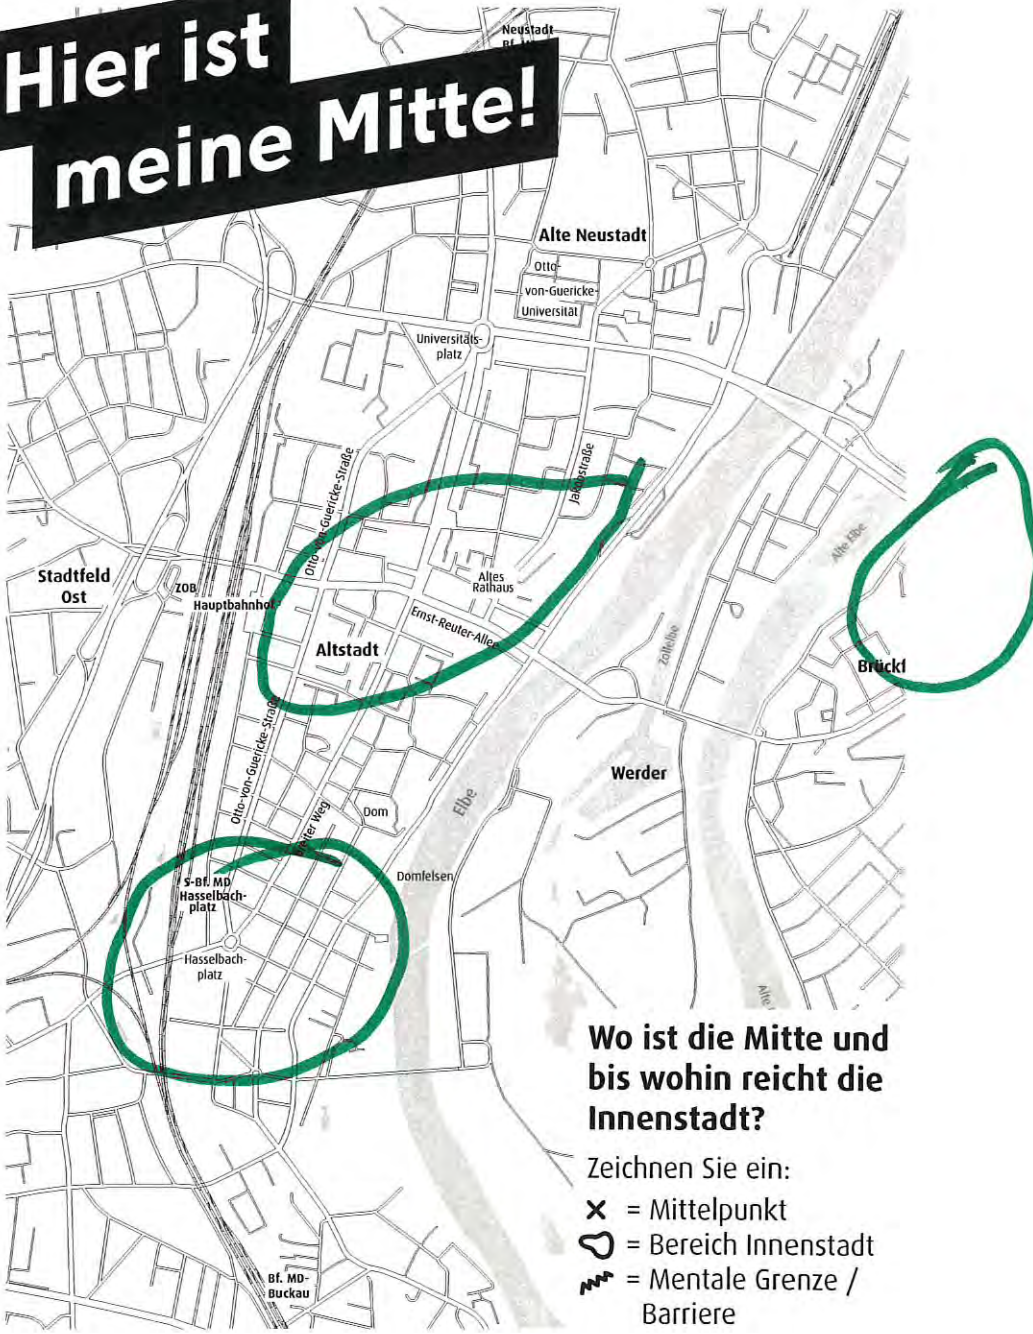 Hier ist
meine Mitte!
Neustadt
Alte Neustadt
Otto-
von-Guericke-
Universität
Universitäts-
platz
Otto-von-Guericke-Straße
Jakobstraße
Alte Elbe
Stadtfeld
Ost
ZOB
Hauptbahnhof
Altes
Rathaus
Ernst-Reuter-Allee
Altstadt
Zollelbe
Brückf
Otto-von-Guericke-Straße
Werder
Elbe
Breiter Weg
Dom
Domfelsen
S-Bf. MD
Hasselbach-
platz
Hasselbach-
platz
Alte
Bf. MD-
Buckau
Wo ist die Mitte und
bis wohin reicht die
Innenstadt?
Zeichnen Sie ein:
x = Mittelpunkt
= Bereich Innenstadt
= Mentale Grenze /
Barriere